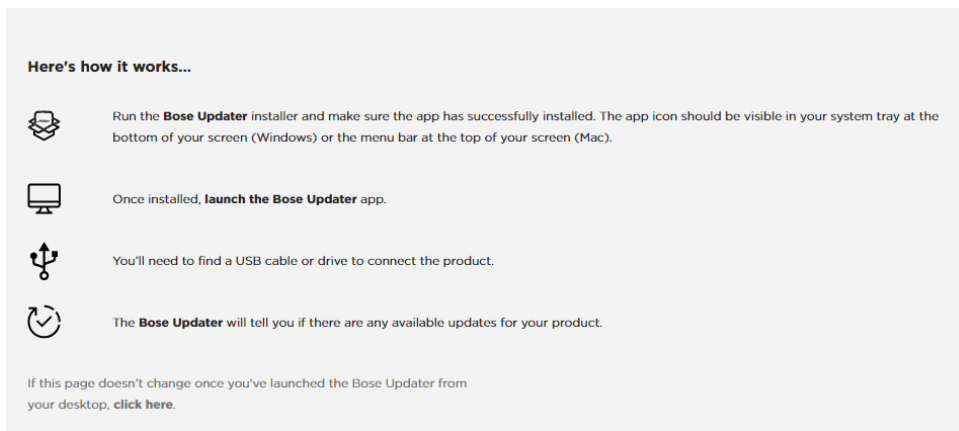 Here's how it works...
Run the Bose Updater installer and make sure the app has successfully installed. The app icon should be visible in your system tray at the
bottom of your screen (Windows) or the menu bar at the top of your screen (Mac).
Once installed, launch the Bose Updater app.
You'll need to find a USB cable or drive to connect the product.
The Bose Updater will tell you if there are any available updates for your product.
If this page doesn't change once you've launched the Bose Updater from
your desktop, click here.